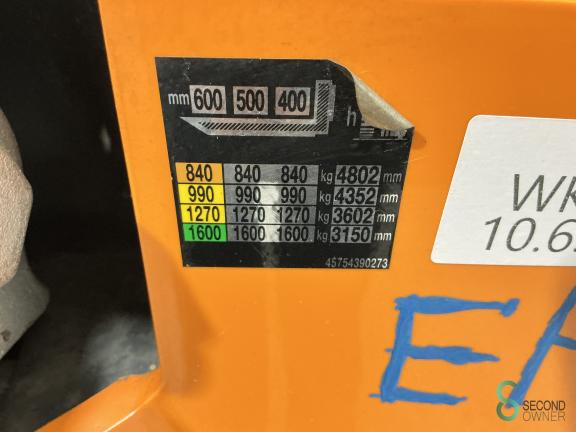 mm 600 500 400
h
840 840 840 kg 4802 mm
990 990 990 kg 4352 mm
1270 1270 1270 kg 3602 mm
1600 1600 1600 kg 3150 mm
45754390273
WK
10.6
EA
SECOND
OWNER